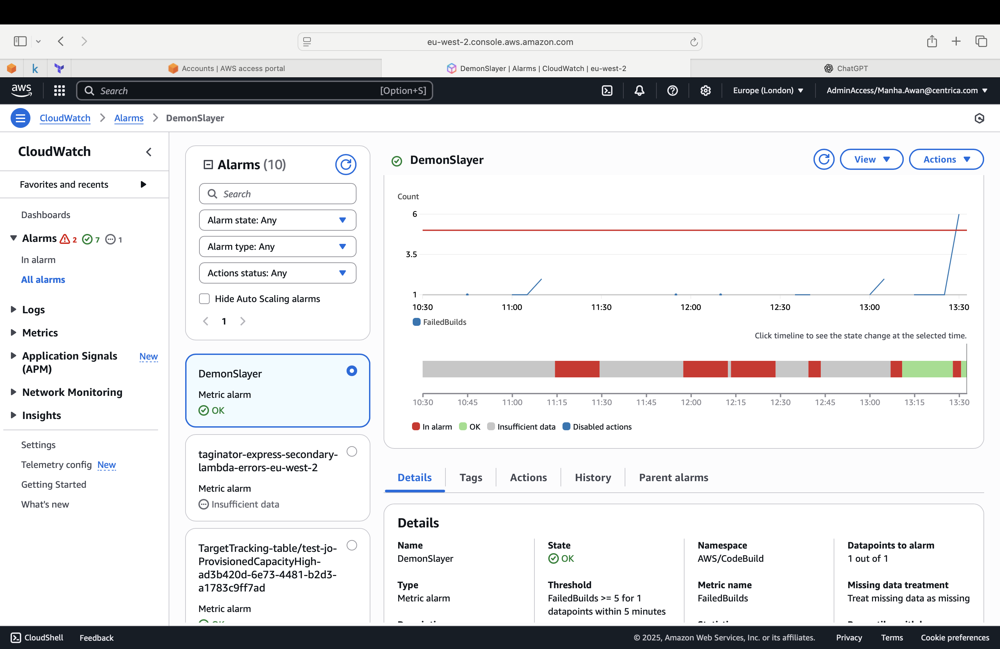 eu-west-2.console.aws.amazon.com
Accounts | AWS access portal
DemonSlayer | Alarms | CloudWatch | eu-west-2
ChatGPT
aws
Search
[Option+S]
Europe (London)
AdminAccess/Manha.Awan@centrica.com
CloudWatch
Alarms
DemonSlayer
CloudWatch
Favorites and recents
Dashboards
Alarms 2 7 1
In alarm
All alarms
Logs
Metrics
Application Signals
(APM)
New
Network Monitoring
Insights
Settings
Telemetry config New
Getting Started
What's new
Alarms (10)
Search
Alarm state: Any
Alarm type: Any
Actions status: Any
Hide Auto Scaling alarms
1
DemonSlayer
Metric alarm
OK
taginator-express-secondary-
lambda-errors-eu-west-2
Metric alarm
Insufficient data
TargetTracking-table/test-jo-
ProvisionedCapacityHigh-
ad3b420d-6e73-4481-b2d3-
a1783c9ff7ad
Metric alarm
DemonSlayer
View
Actions
Count
6
3.5
1
10:30 11:00 11:30 12:00 12:30 13:00 13:30
FailedBuilds
Click timeline to see the state change at the selected time.
10:30 10:45 11:00 11:15 11:30 11:45 12:00 12:15 12:30 12:45 13:00 13:15 13:30
In alarm OK Insufficient data Disabled actions
Details Tags Actions History Parent alarms
Details
Name
DemonSlayer
Type
Metric alarm
State
OK
Threshold
FailedBuilds >= 5 for 1
datapoints within 5 minutes
Namespace
AWS/CodeBuild
Metric name
FailedBuilds
Datapoints to alarm
1 out of 1
Missing data treatment
Treat missing data as missing
CloudShell
Feedback
© 2025, Amazon Web Services, Inc. or its affiliates.
Privacy
Terms
Cookie preferences